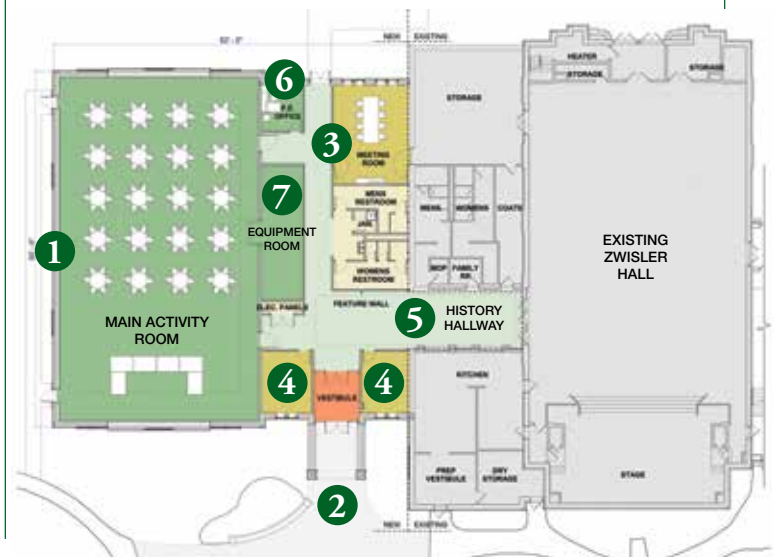 NEW
EXISTING
6
P.E.
OFFICE
3
MEETING
ROOM
HEATER
STORAGE
STORAGE
STORAGE
7
EQUIPMENT
ROOM
MENS
RESTROOM
JAN.
WOMENS
RESTROOM
MENS
WOMENS
COATS
MOP
FAMILY
RR
EXISTING
ZWISLER
HALL
1
ELEC. PANELS
FEATURE WALL
5
HISTORY
HALLWAY
MAIN ACTIVITY
ROOM
4
4
VESTIBULE
KITCHEN
PREP
VESTIBULE
DRY
STORAGE
STAGE
2
NEW
EXISTING